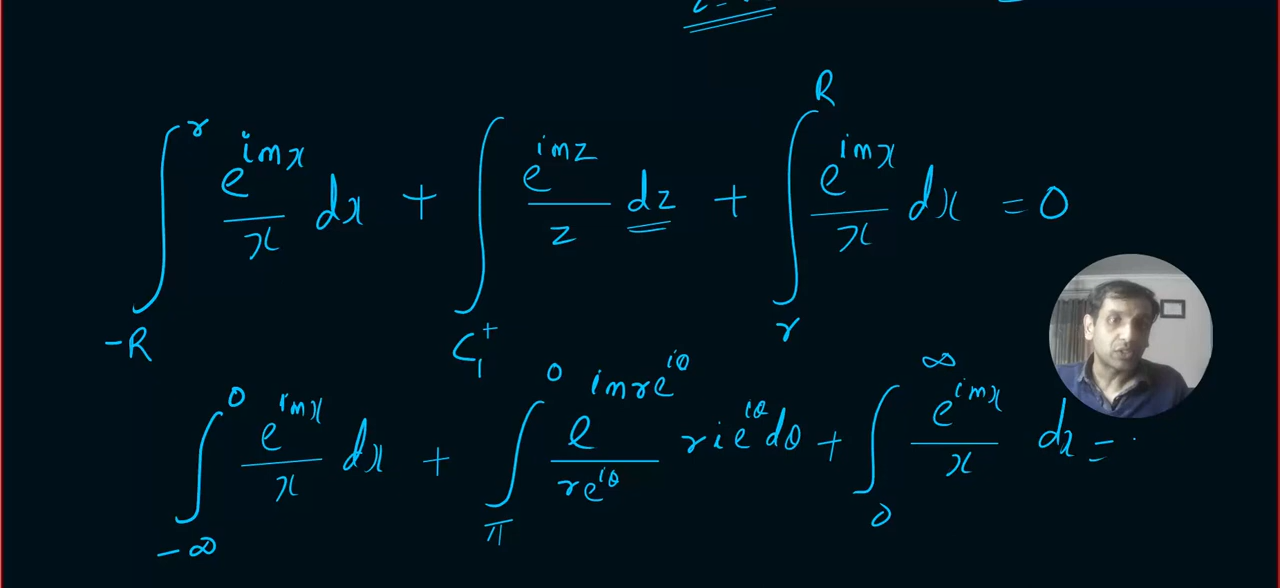 ∫_{-R}^{r} e^{imx}/x dx + ∫_{C_1^+} e^{imz}/z dz + ∫_{r}^{R} e^{imx}/x dx = 0
∫_{-∞}^{0} e^{imx}/x dx + ∫_{π}^{0} e^{imre^{iθ}}/re^{iθ} rie^{iθ}dθ + ∫_{0}^{∞} e^{imx}/x dx =